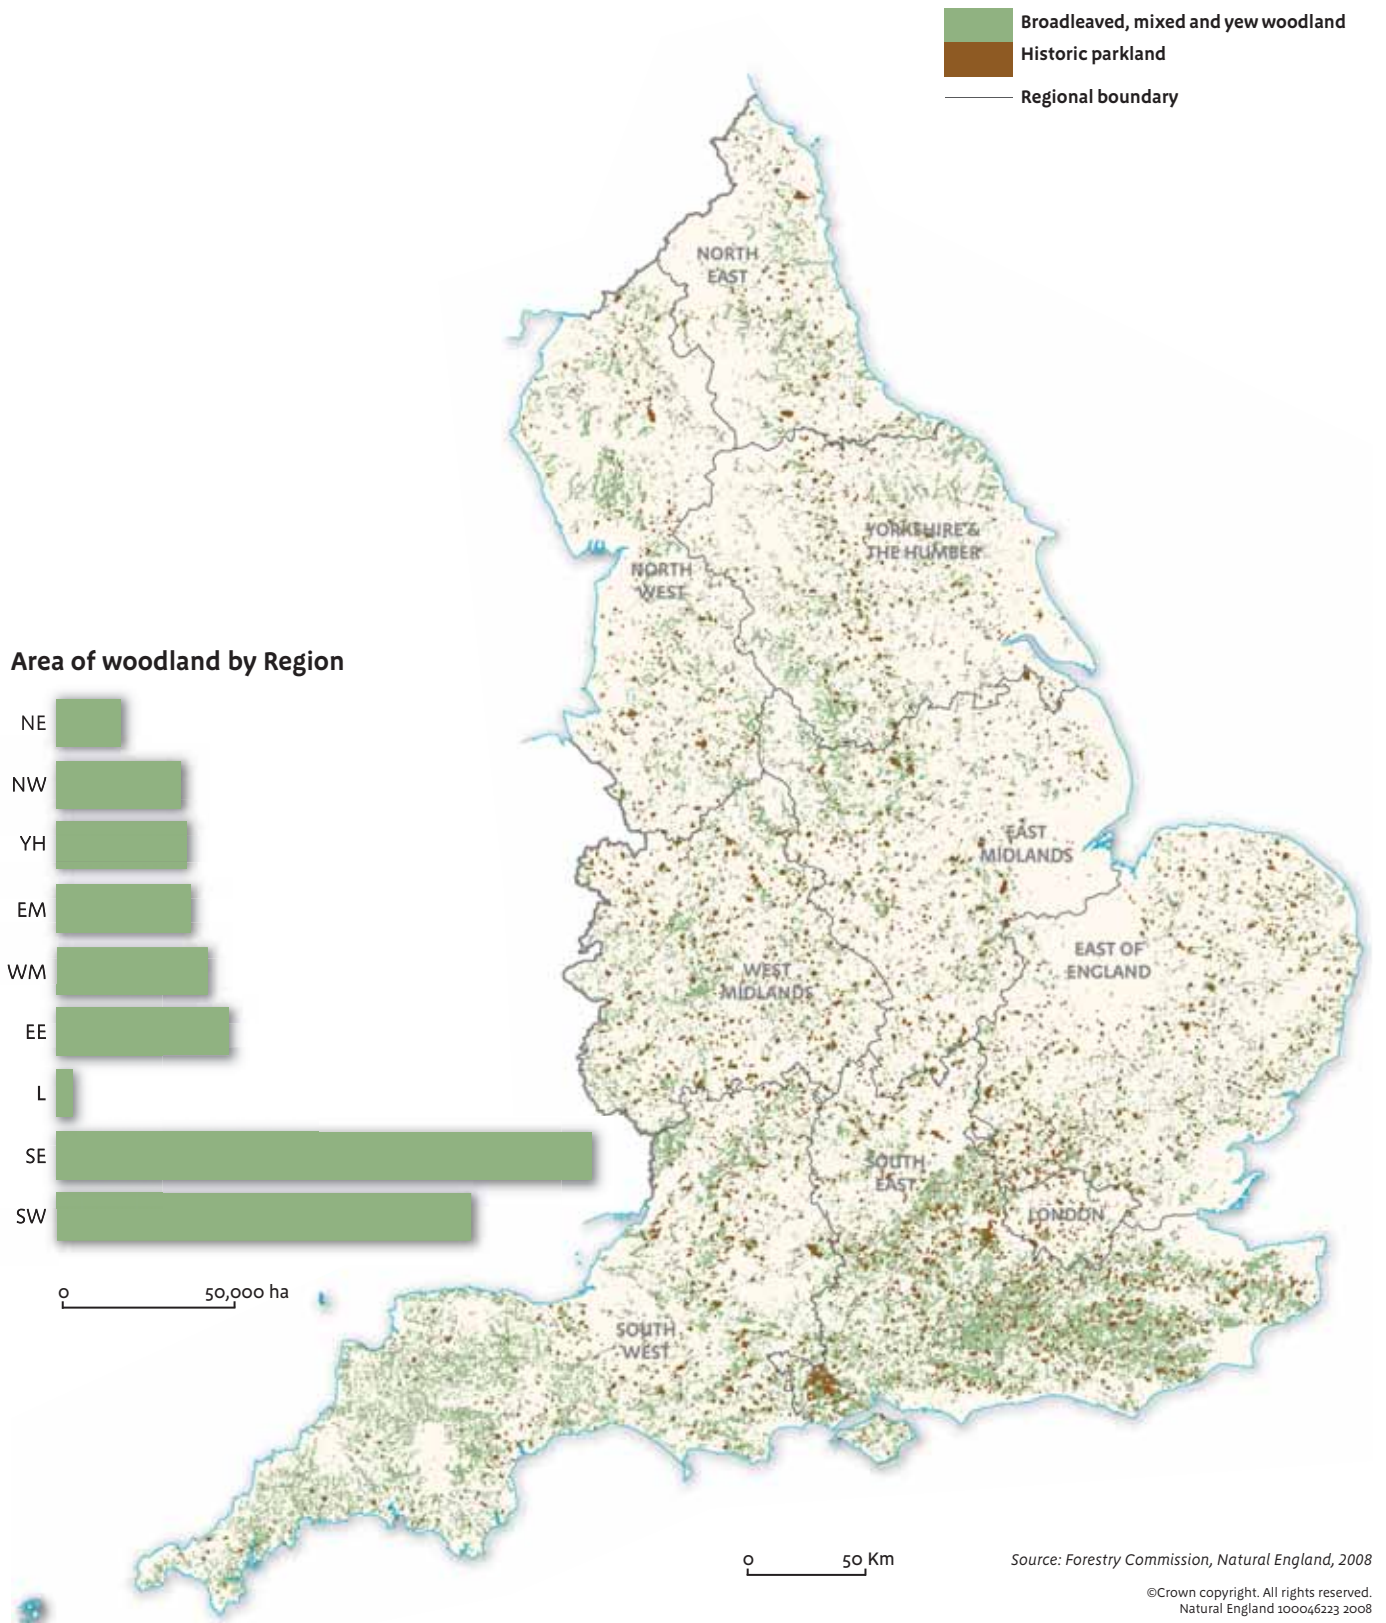 Broadleaved, mixed and yew woodland
Historic parkland
Regional boundary
NORTH
EAST
YORKSHIRE &
THE HUMBER
NORTH
WEST
Area of woodland by Region
NE
NW
YH
EM
WM
EE
L
SE
SW
0 50,000 ha
EAST
MIDLANDS
EAST OF
ENGLAND
WEST
MIDLANDS
SOUTH
EAST
LONDON
SOUTH
WEST
0 50 Km
Source: Forestry Commission, Natural England, 2008
©Crown copyright. All rights reserved.
Natural England 100046223 2008